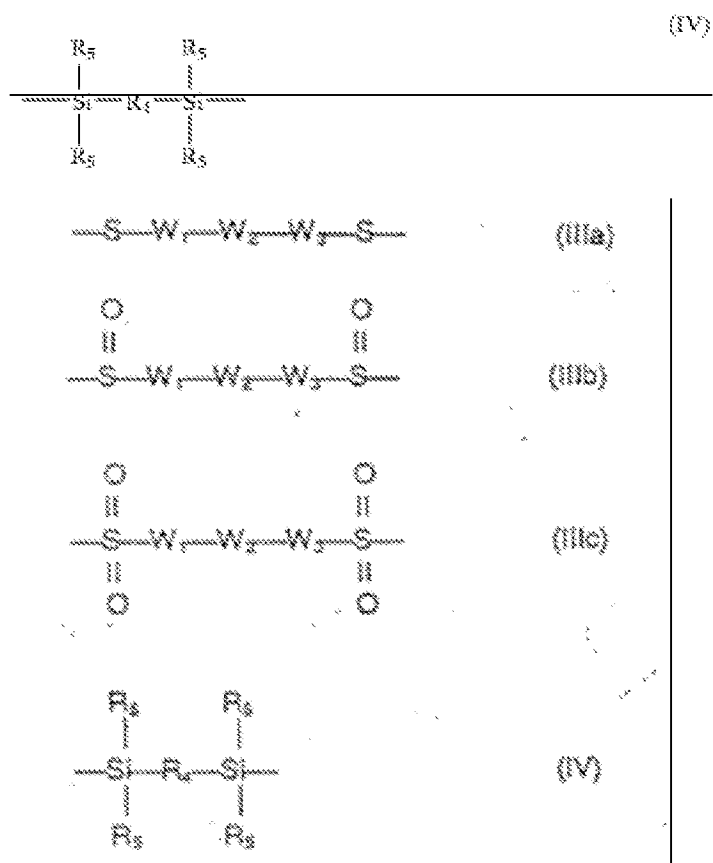 (IV)
R5 R5
Si R4 Si
R5 R5
S W1 W2 W3 S (IIIa)
O O
S W1 W2 W3 S (IIIb)
O O
S W1 W2 W3 S (IIIc)
O O
R5 R5
Si R4 Si (IV)
R5 R5